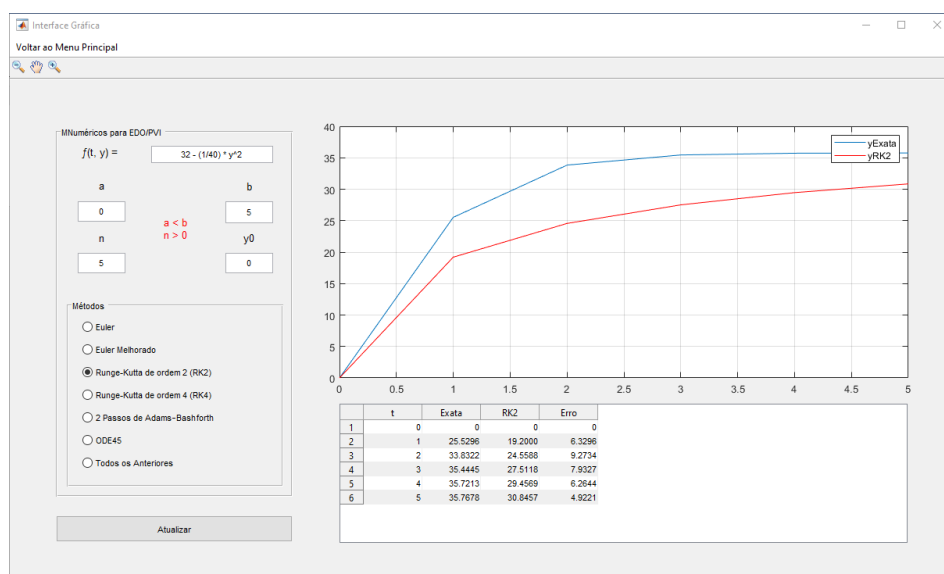 Interface Gráfica
Voltar ao Menu Principal
MNuméricos para EDO/PVI
ƒ(t, y) = 32 - (1/40) * y^2
a b
0 5
a < b
n > 0
n y0
5 0
Métodos
Euler
Euler Melhorado
Runge-Kutta de ordem 2 (RK2)
Runge-Kutta de ordem 4 (RK4)
2 Passos de Adams-Bashforth
ODE45
Todos os Anteriores
Atualizar
40
35
30
25
20
15
10
5
0
0 0.5 1 1.5 2 2.5 3 3.5 4 4.5 5
yExata
yRK2
t Exata RK2 Erro
1 0 0 0 0
2 1 25.5296 19.2000 6.3296
3 2 33.8322 24.5588 9.2734
4 3 35.4445 27.5118 7.9327
5 4 35.7213 29.4569 6.2644
6 5 35.7678 30.8457 4.9221